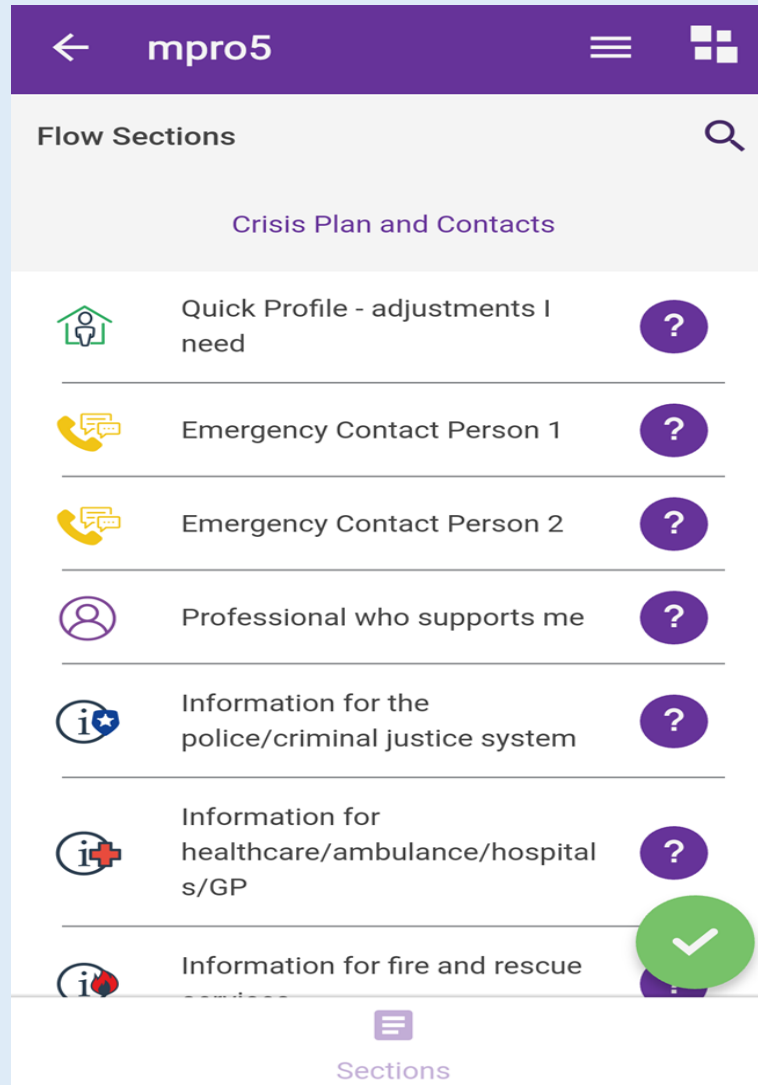 mpro5
Flow Sections
Crisis Plan and Contacts
Quick Profile - adjustments I
need
?
Emergency Contact Person 1
?
Emergency Contact Person 2
?
Professional who supports me
?
Information for the
police/criminal justice system
?
Information for
healthcare/ambulance/hospital
s/GP
?
Information for fire and rescue
Sections